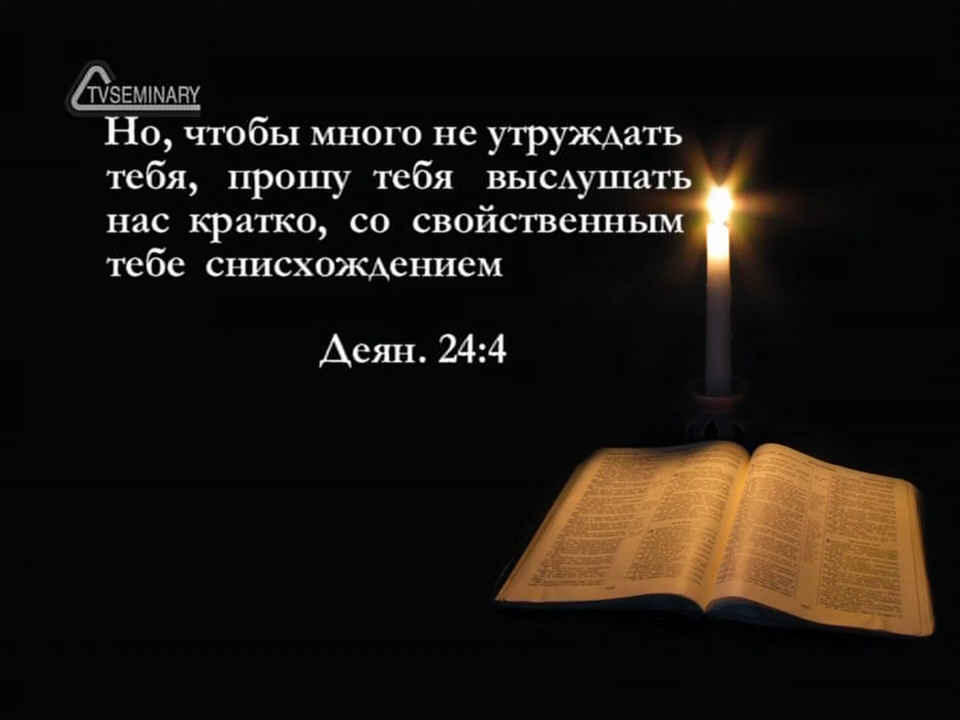 TVSEMINARY
Но, чтобы много не утруждать
тебя, прошу тебя выслушать
нас кратко, со свойственным
тебе снисхождением
Деян. 24:4